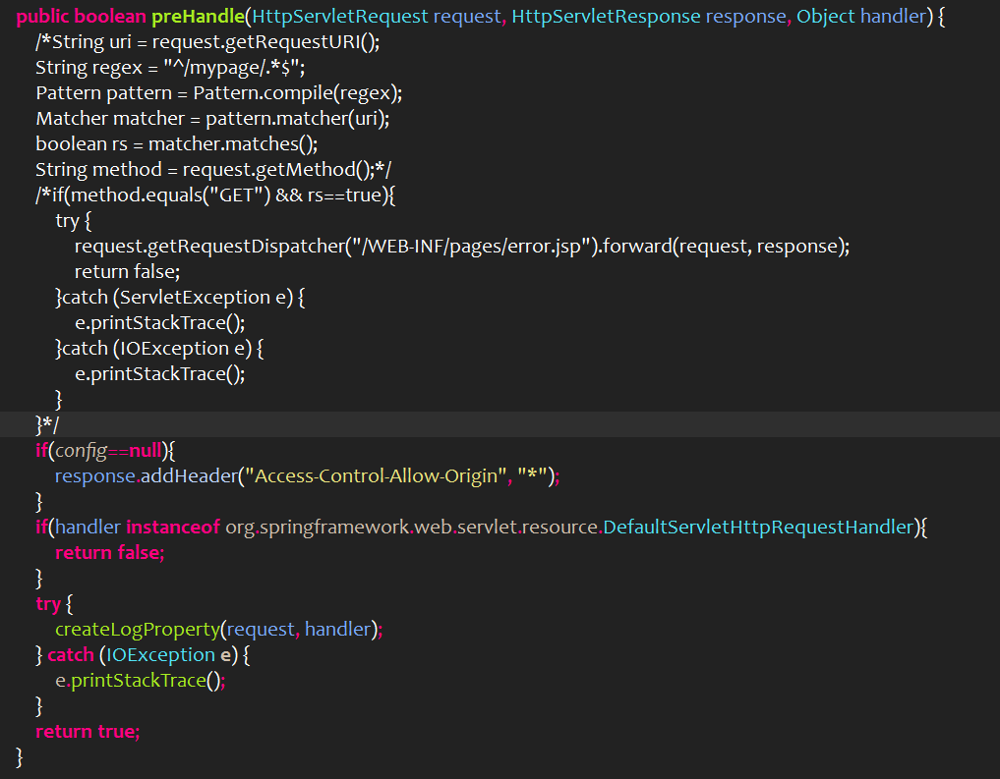 public boolean preHandle(HttpServletRequest request, HttpServletResponse response, Object handler) {
/*String uri = request.getRequestURI();
String regex = "^/mypage/.*$";
Pattern pattern = Pattern.compile(regex);
Matcher matcher = pattern.matcher(uri);
boolean rs = matcher.matches();
String method = request.getMethod();*/
/*if(method.equals("GET") && rs==true){
try {
request.getRequestDispatcher("/WEB-INF/pages/error.jsp").forward(request, response);
return false;
}catch (ServletException e) {
e.printStackTrace();
}catch (IOException e) {
e.printStackTrace();
}
}*/
if(config==null){
response.addHeader("Access-Control-Allow-Origin", "*");
}
if(handler instanceof org.springframework.web.servlet.resource.DefaultServletHttpRequestHandler){
return false;
}
try {
createLogProperty(request, handler);
} catch (IOException e) {
e.printStackTrace();
}
return true;
}